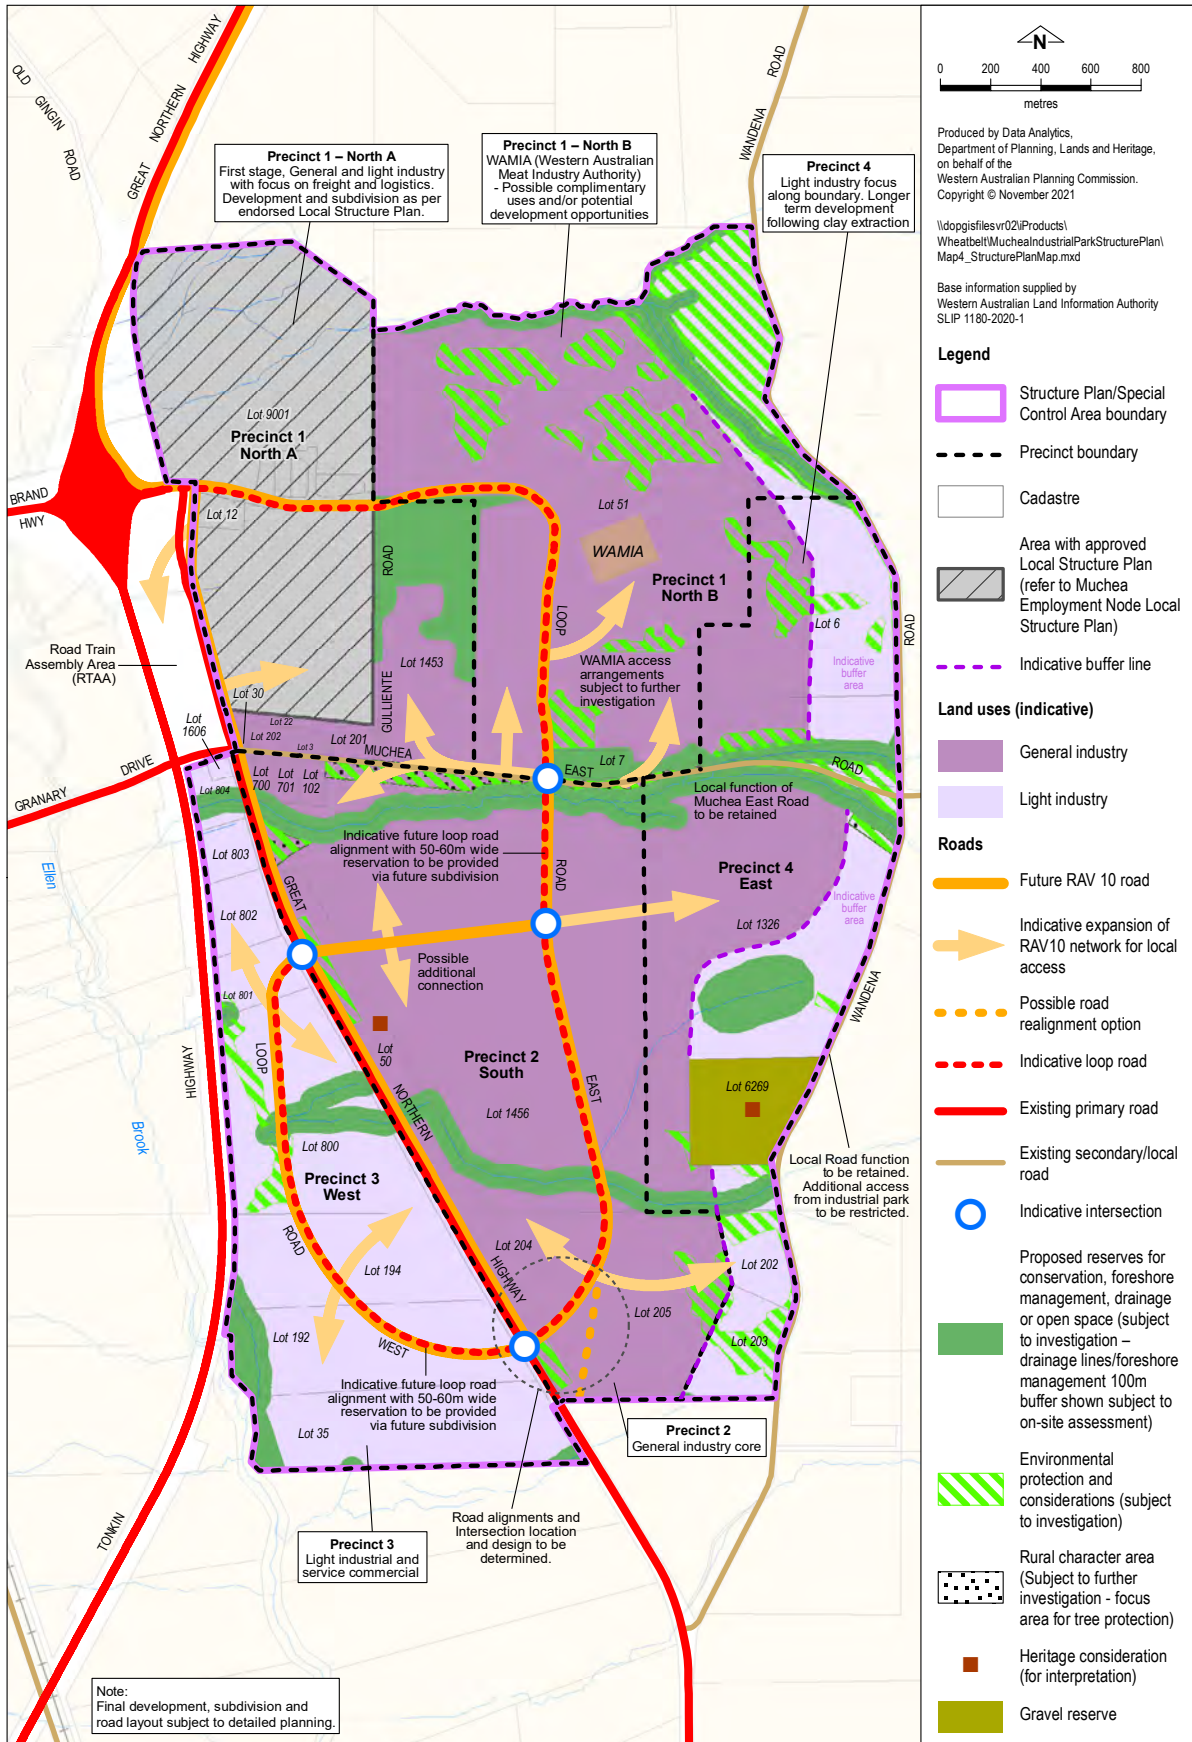 OLD
GINGIN
ROAD
GREAT
NORTHERN
HIGHWAY
Precinct 1 – North A
First stage, General and light industry
with focus on freight and logistics.
Development and subdivision as per
endorsed Local Structure Plan.
Precinct 1 – North B
WAMIA (Western Australian
Meat Industry Authority)
- Possible complimentary
uses and/or potential
development opportunities
WANDENA
ROAD
Precinct 4
Light industry focus
along boundary. Longer
term development
following clay extraction
Lot 9001
Precinct 1
North A
BRAND
HWY
Lot 12
Lot 51
WAMIA
Precinct 1
North B
ROAD
GULLIENTE
LOOP
Lot 6
ROAD
Indicative
buffer
area
Road Train
Assembly Area
(RTAA)
Lot 1453
WAMIA access
arrangements
subject to further
investigation
Lot 30
Lot
1606
Lot 22
Lot 202
Lot 3
Lot 201
MUCHEA
EAST
ROAD
Lot 7
DRIVE
GRANARY
Lot
700
Lot
701
Lot
102
Lot 804
Local function of
Muchea East Road
to be retained
Lot 803
Indicative future loop road
alignment with 50-60m wide
reservation to be provided
via future subdivision
GREAT
ROAD
Precinct 4
East
Ellen
Lot 802
Lot 1326
Indicative
buffer
area
Possible
additional
connection
Lot 801
LOOP
Lot
50
WANDENA
HIGHWAY
Precinct 2
South
EAST
Lot 6269
NORTHERN
Lot 1456
Brook
Lot 800
Precinct 3
West
Local Road function
to be retained.
Additional access
from industrial park
to be restricted.
ROAD
Lot 204
HIGHWAY
Lot 202
Lot 194
Lot 205
Lot 192
WEST
Lot 203
Indicative future loop road
alignment with 50-60m wide
reservation to be provided
via future subdivision
Lot 35
Precinct 2
General industry core
TONKIN
Road alignments and
Intersection location
and design to be
determined.
Precinct 3
Light industrial and
service commercial
Note:
Final development, subdivision and
road layout subject to detailed planning.
N
0 200 400 600 800
metres
Produced by Data Analytics,
Department of Planning, Lands and Heritage,
on behalf of the
Western Australian Planning Commission.
Copyright © November 2021
\\dopgisfilesvr02\iProducts\
Wheatbelt\MucheaIndustrialParkStructurePlan\
Map4_StructurePlanMap.mxd
Base information supplied by
Western Australian Land Information Authority
SLIP 1180-2020-1
Legend
Structure Plan/Special
Control Area boundary
Precinct boundary
Cadastre
Area with approved
Local Structure Plan
(refer to Muchea
Employment Node Local
Structure Plan)
Indicative buffer line
Land uses (indicative)
General industry
Light industry
Roads
Future RAV 10 road
Indicative expansion of
RAV10 network for local
access
Possible road
realignment option
Indicative loop road
Existing primary road
Existing secondary/local
road
Indicative intersection
Proposed reserves for
conservation, foreshore
management, drainage
or open space (subject
to investigation –
drainage lines/foreshore
management 100m
buffer shown subject to
on-site assessment)
Environmental
protection and
considerations (subject
to investigation)
Rural character area
(Subject to further
investigation - focus
area for tree protection)
Heritage consideration
(for interpretation)
Gravel reserve